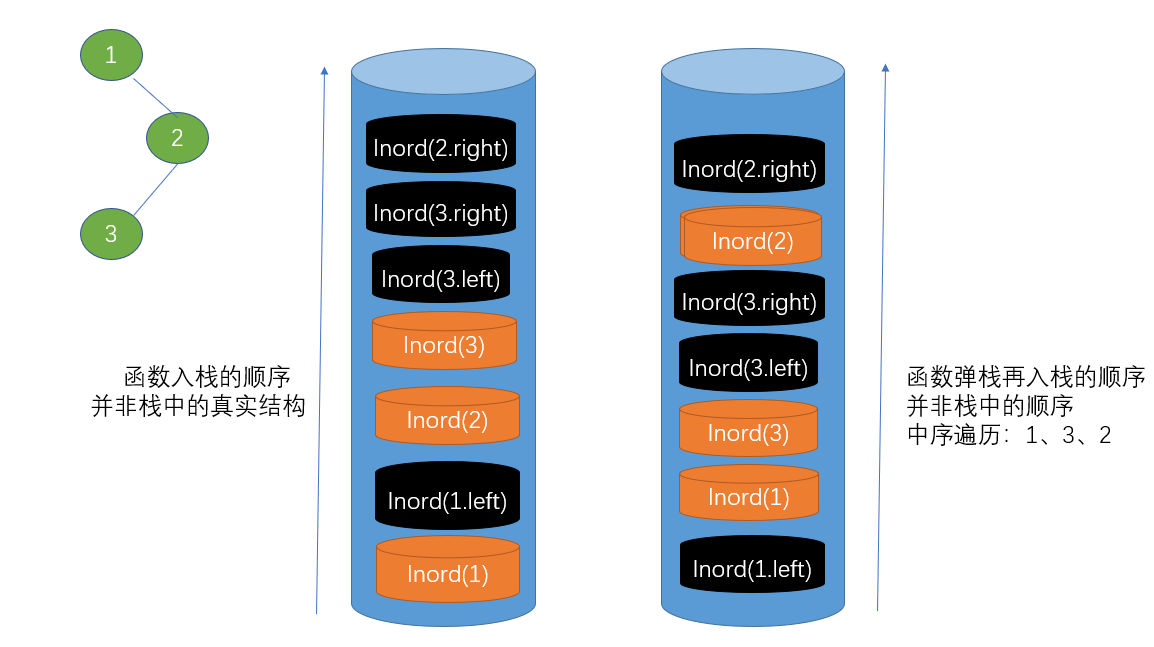 1
2
3
函数入栈的顺序
并非栈中的真实结构
Inord(2.right)
Inord(3.right)
Inord(3.left)
Inord(3)
Inord(2)
Inord(1.left)
Inord(1)
Inord(2.right)
Inord(2)
Inord(3.right)
Inord(3.left)
Inord(3)
Inord(1)
Inord(1.left)
函数弹栈再入栈的顺序
并非栈中的顺序
中序遍历：1、3、2